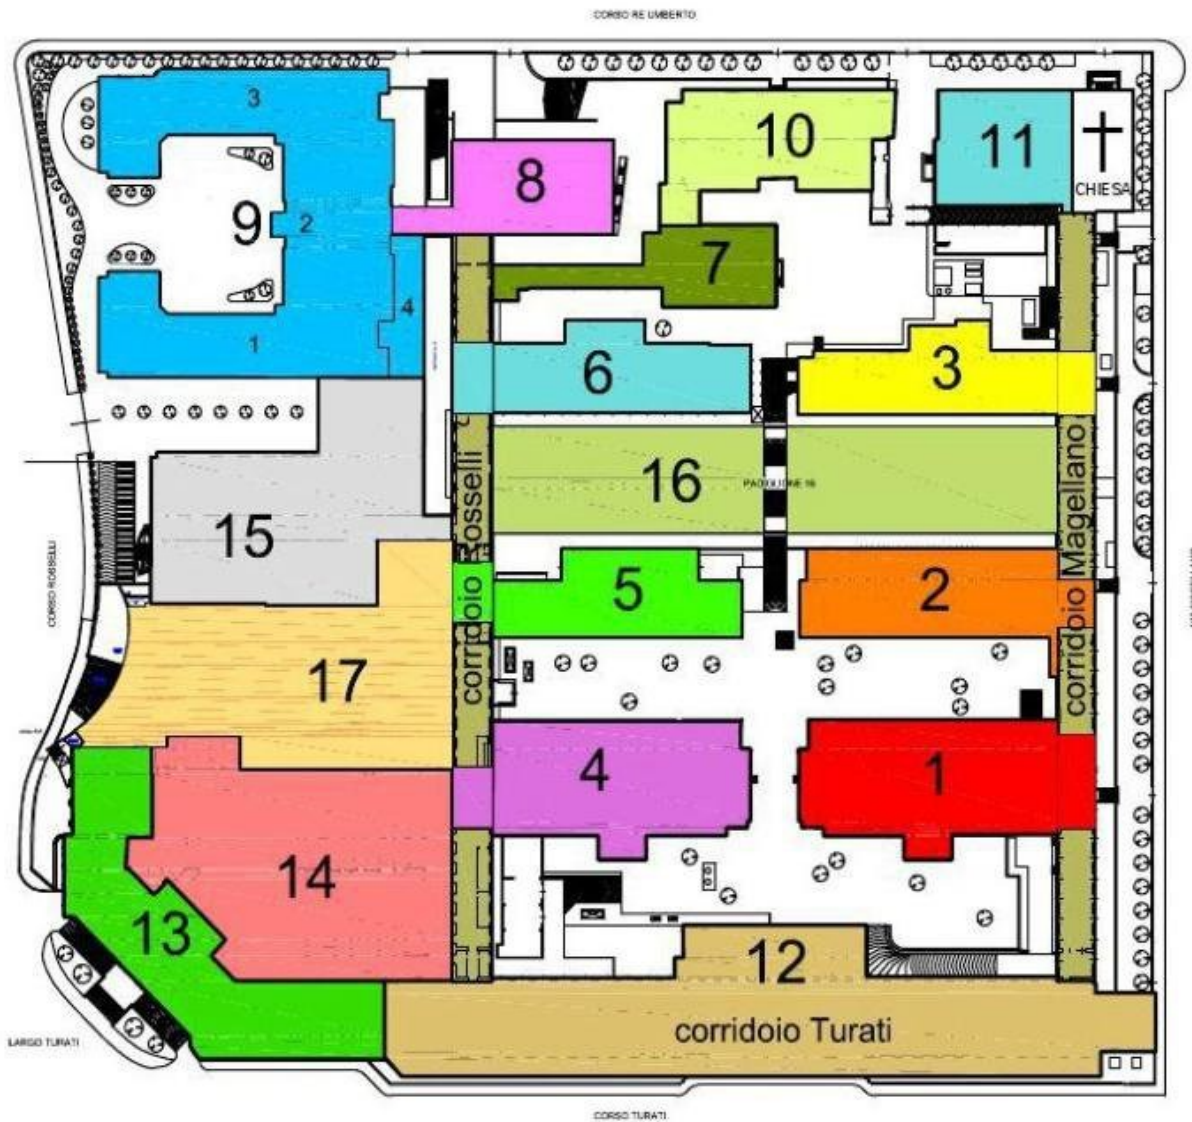 CORSO RE UMBERTO
3
10
11
8
CHIESA
9
2
7
4
1
6
3
corridoio Rosselli
16
PADIGLIONE 16
corridoio Magellano
15
CORSO ROSSELLI
5
2
17
4
1
14
13
12
corridoio Turati
LARGO TURATI
CORSO TURATI